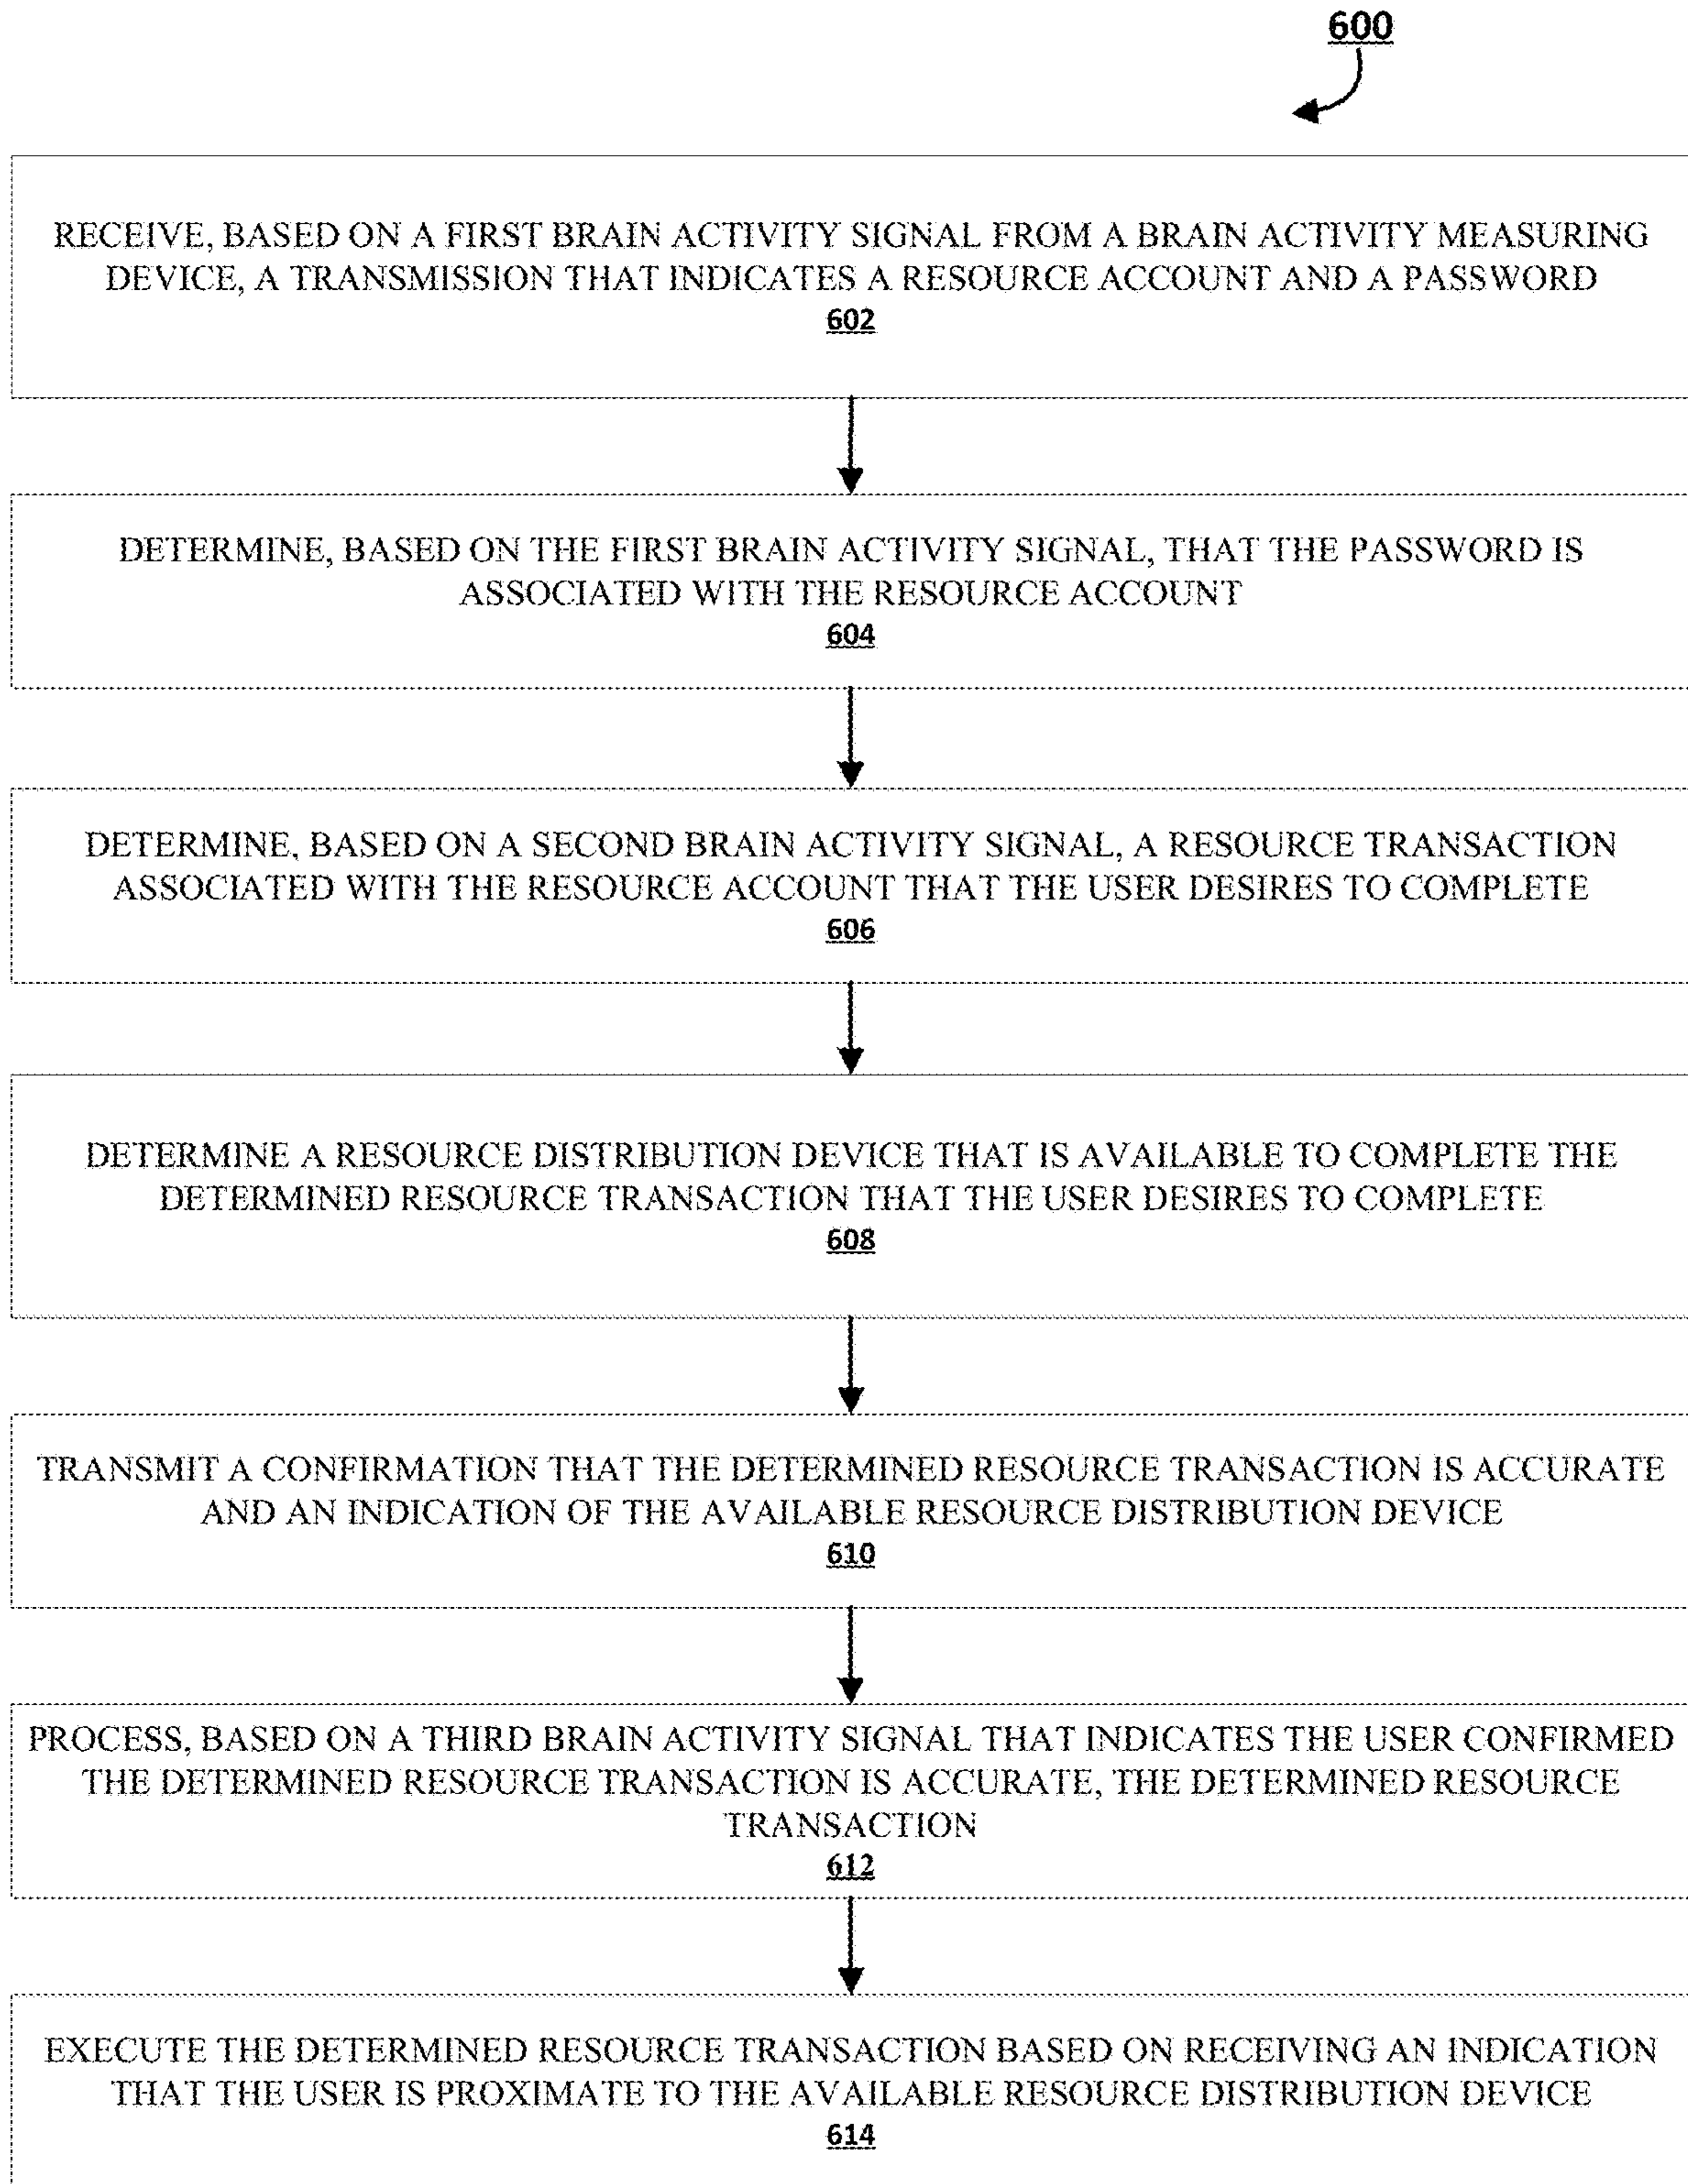 600
RECEIVE, BASED ON A FIRST BRAIN ACTIVITY SIGNAL FROM A BRAIN ACTIVITY MEASURING
DEVICE, A TRANSMISSION THAT INDICATES A RESOURCE ACCOUNT AND A PASSWORD
602
DETERMINE, BASED ON THE FIRST BRAIN ACTIVITY SIGNAL, THAT THE PASSWORD IS
ASSOCIATED WITH THE RESOURCE ACCOUNT
604
DETERMINE, BASED ON A SECOND BRAIN ACTIVITY SIGNAL, A RESOURCE TRANSACTION
ASSOCIATED WITH THE RESOURCE ACCOUNT THAT THE USER DESIRES TO COMPLETE
606
DETERMINE A RESOURCE DISTRIBUTION DEVICE THAT IS AVAILABLE TO COMPLETE THE
DETERMINED RESOURCE TRANSACTION THAT THE USER DESIRES TO COMPLETE
608
TRANSMIT A CONFIRMATION THAT THE DETERMINED RESOURCE TRANSACTION IS ACCURATE
AND AN INDICATION OF THE AVAILABLE RESOURCE DISTRIBUTION DEVICE
610
PROCESS, BASED ON A THIRD BRAIN ACTIVITY SIGNAL THAT INDICATES THE USER CONFIRMED
THE DETERMINED RESOURCE TRANSACTION IS ACCURATE, THE DETERMINED RESOURCE
TRANSACTION
612
EXECUTE THE DETERMINED RESOURCE TRANSACTION BASED ON RECEIVING AN INDICATION
THAT THE USER IS PROXIMATE TO THE AVAILABLE RESOURCE DISTRIBUTION DEVICE
614